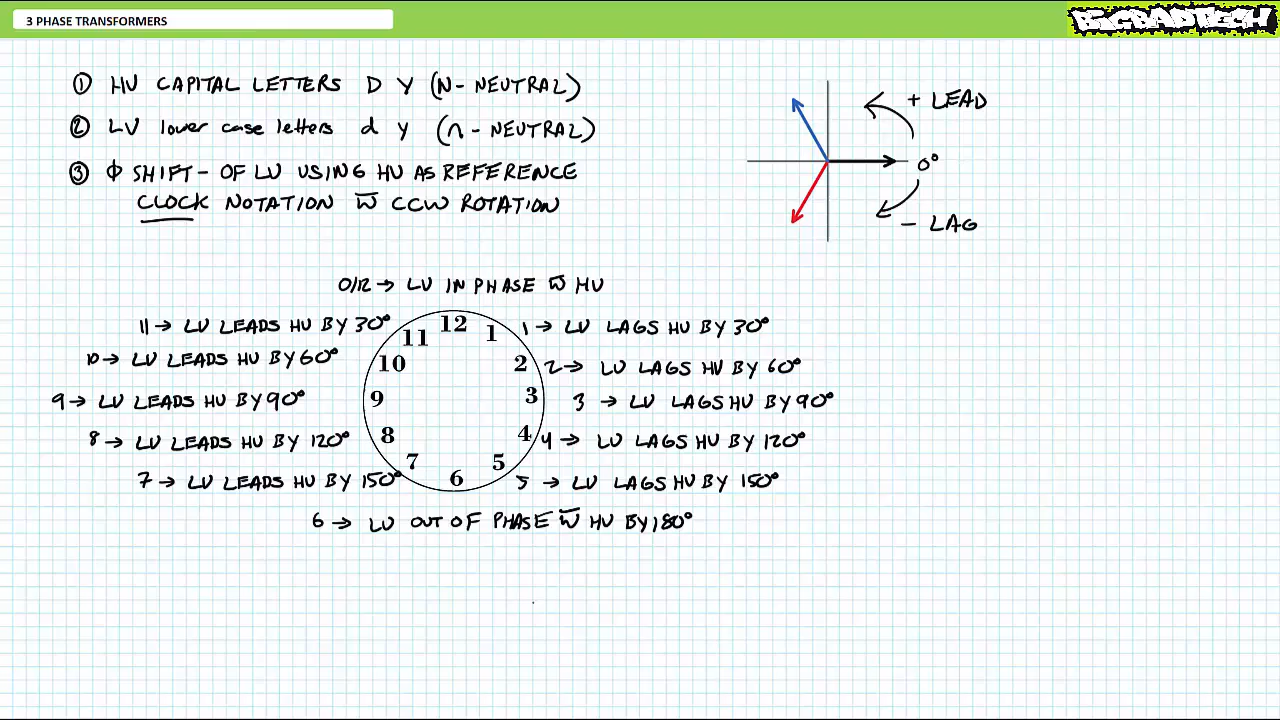 3 PHASE TRANSFORMERS
BIGBADTECH
① HV CAPITAL LETTERS D Y (N-NEUTRAL)
② LV lower case letters d y (n-NEUTRAL)
③ ϕ SHIFT- OF LV USING HV AS REFERENCE
CLOCK NOTATION w̅ CCW ROTATION
+ LEAD
0°
- LAG
0/12 → LV IN PHASE w̅ HV
11 → LV LEADS HV BY 30°
1 → LV LAGS HV BY 30°
10 → LV LEADS HV BY 60°
2 → LV LAGS HV BY 60°
9 → LV LEADS HV BY 90°
3 → LV LAGS HV BY 90°
8 → LV LEADS HV BY 120°
4 → LV LAGS HV BY 120°
7 → LV LEADS HV BY 150°
5 → LV LAGS HV BY 150°
6 → LV OUT OF PHASE w̅ HV BY 180°
12
1
2
3
4
5
6
7
8
9
10
11